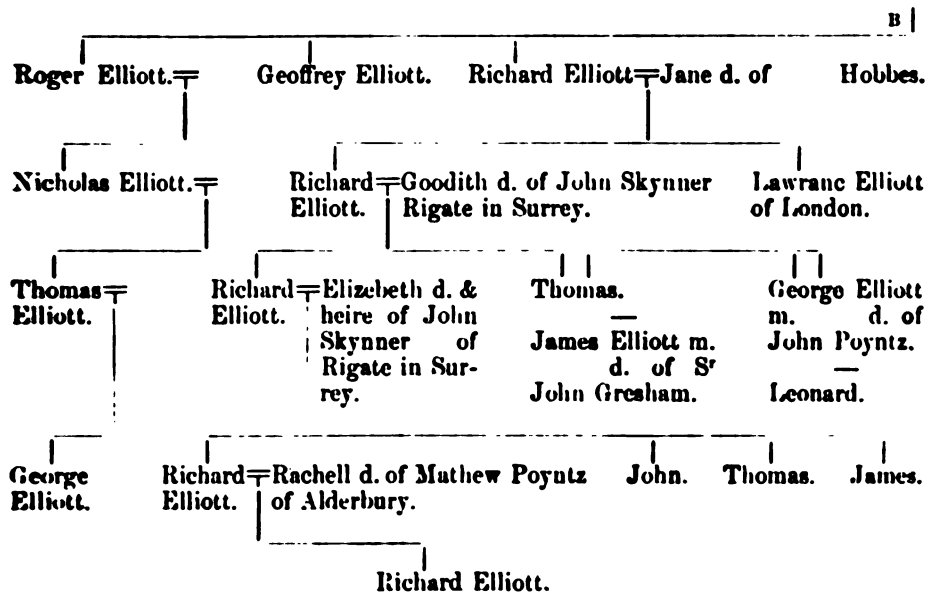 B
Roger Elliott. Geoffrey Elliott. Richard Elliott Jane d. of Hobbes.
Nicholas Elliott.
Richard Goodith d. of John Skynner
Elliott. Rigate in Surrey.
Lawranc Elliott
of London.
Thomas
Elliott.
Richard Elizebeth d. &
Elliott. heire of John
Skynner of
Rigate in Sur-
rey.
Thomas.
James Elliott m.
d. of Sr
John Gresham.
George Elliott
m. d. of
John Poyntz.
Leonard.
George
Elliott.
Richard Rachell d. of Mathew Poyntz
Elliott. of Alderbury.
John. Thomas. James.
Richard Elliott.